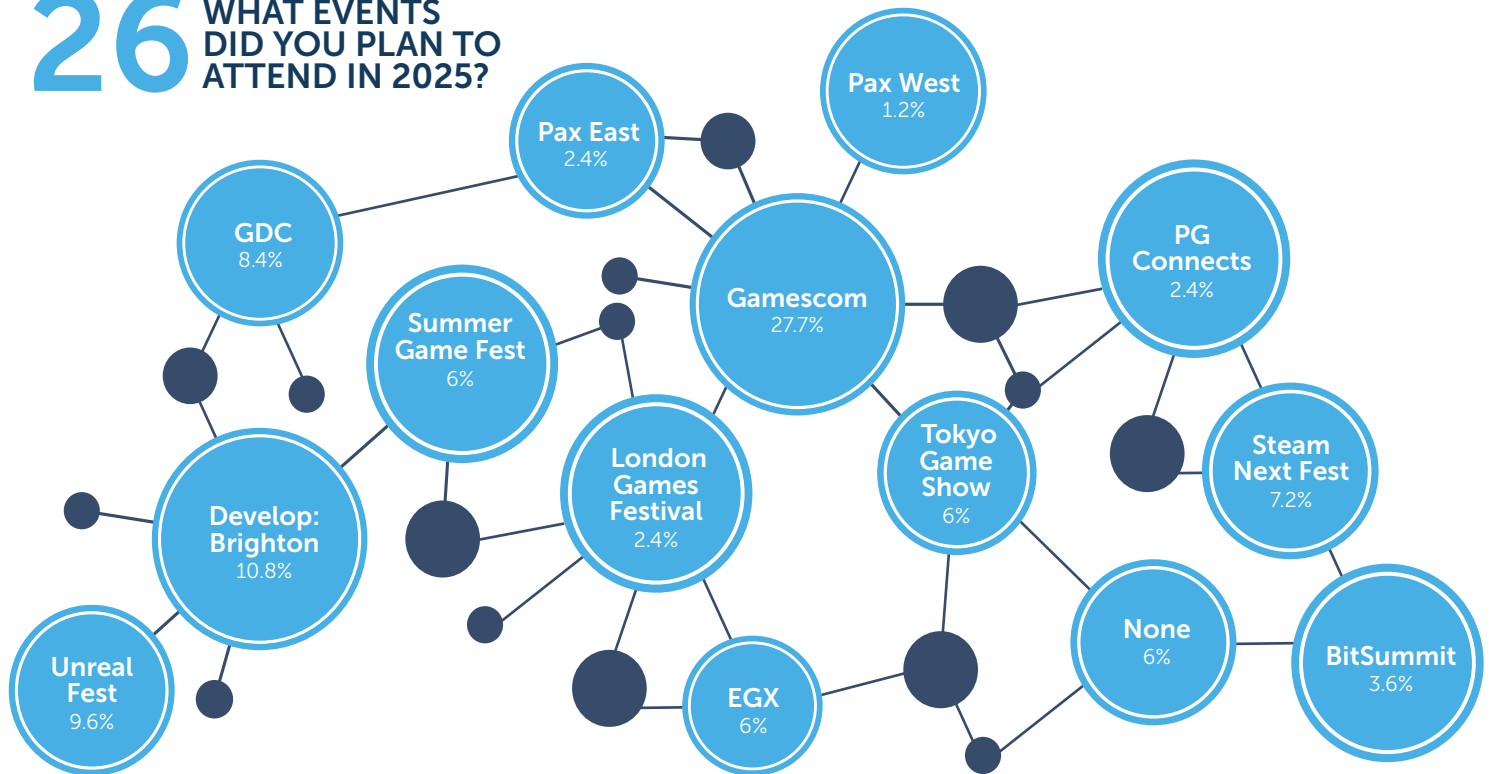 26
WHAT EVENTS
DID YOU PLAN TO
ATTEND IN 2025?
Pax East
2.4%
Pax West
1.2%
GDC
8.4%
PG
Connects
2.4%
Gamescom
27.7%
Summer
Game Fest
6%
London
Games
Festival
2.4%
Tokyo
Game
Show
6%
Steam
Next Fest
7.2%
Develop:
Brighton
10.8%
Unreal
Fest
9.6%
EGX
6%
None
6%
BitSummit
3.6%